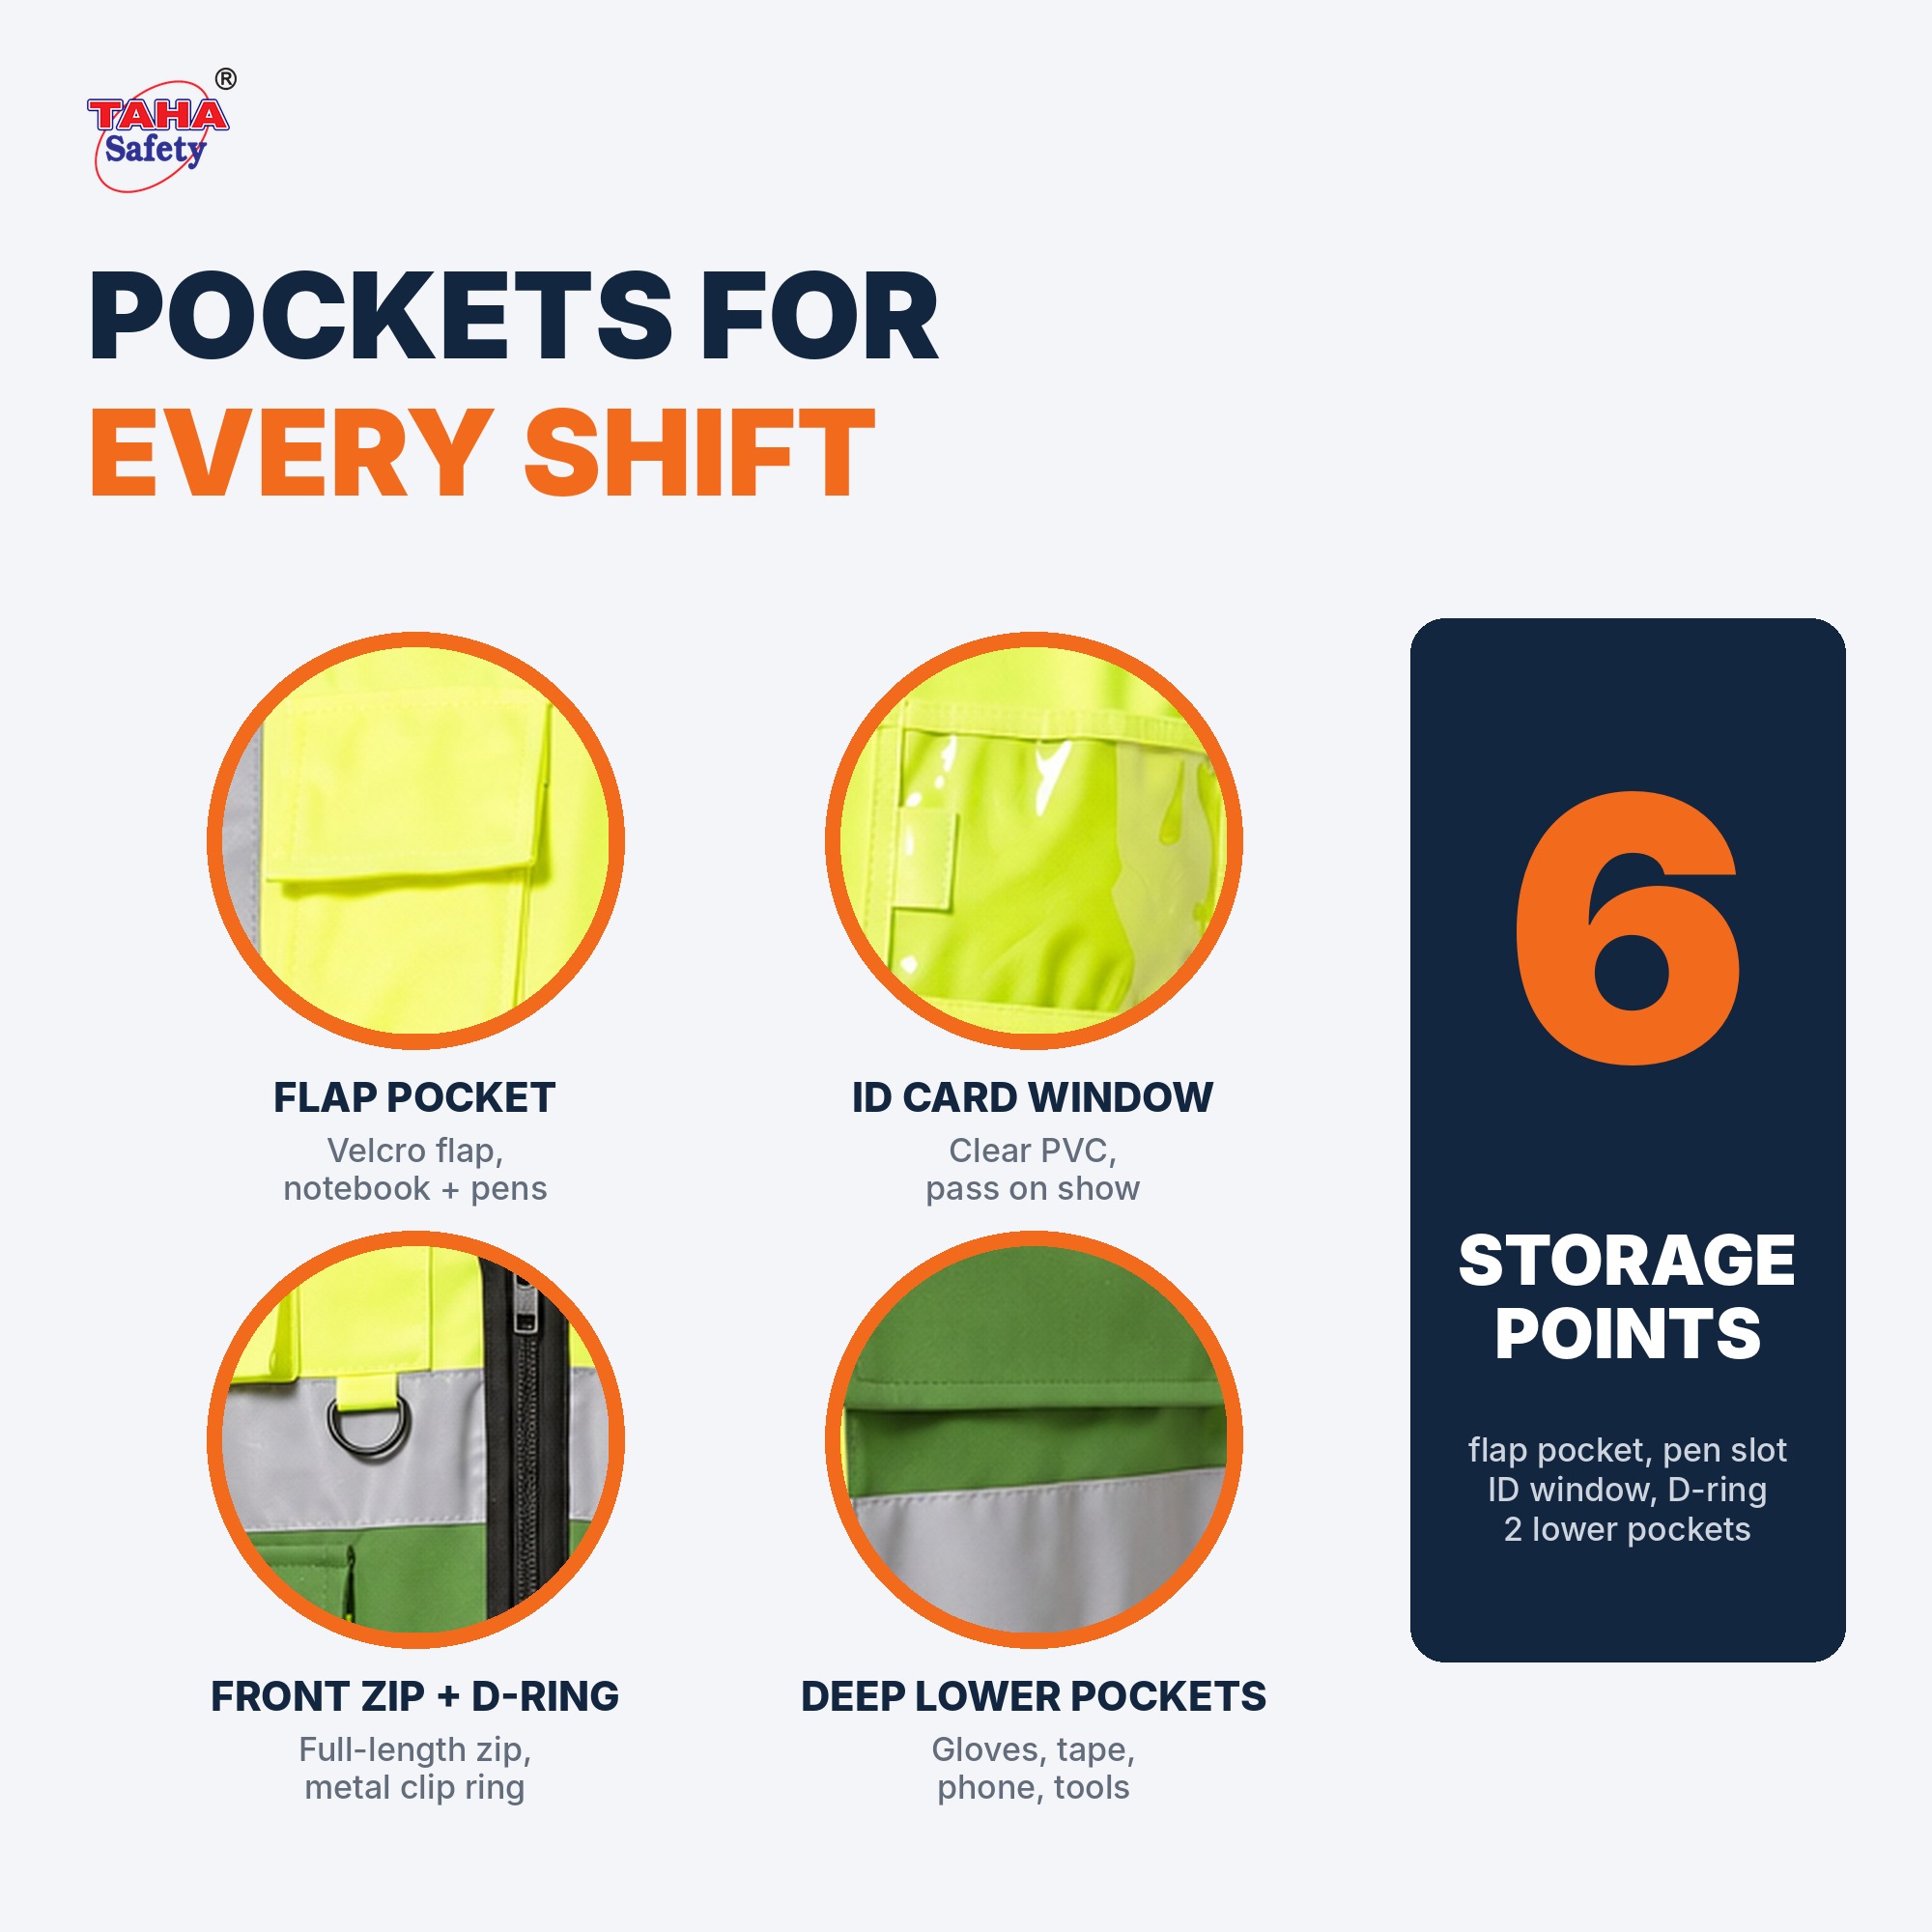 TAHA
Safety
®
POCKETS FOR
EVERY SHIFT
FLAP POCKET
Velcro flap,
notebook + pens
ID CARD WINDOW
Clear PVC,
pass on show
FRONT ZIP + D-RING
Full-length zip,
metal clip ring
DEEP LOWER POCKETS
Gloves, tape,
phone, tools
6
STORAGE
POINTS
flap pocket, pen slot
ID window, D-ring
2 lower pockets